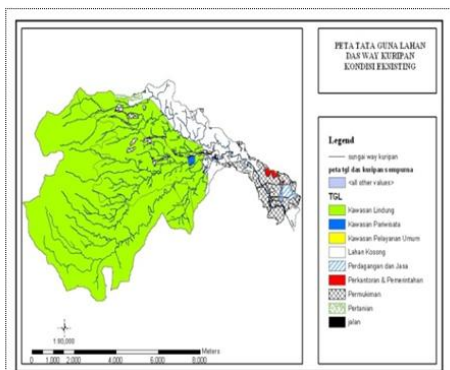 PETA TATA GUNA LAHAN
DAS WAY KURIPAN
KONDISI EKSISTING
Legend
sungai way kuripan
peta tgl das kuripan sempurna
<all other values>
TGL
Kawasan Lindung
Kawasan Pariwisata
Kawasan Pelayanan Umum
Lahan Kosong
Perdagangan dan Jasa
Perkantoran & Pemerintahan
Permukiman
Pertanian
jalan
1:90,000
0 1,000 2,000 4,000 6,000 8,000
Meters